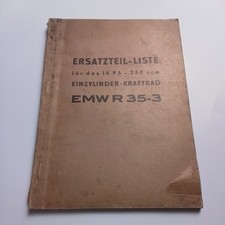 ERSATZTEIL-LISTE
für das 14 PS - 350 ccm
EINZYLINDER-KRAFTRAD
EMW R 35-3